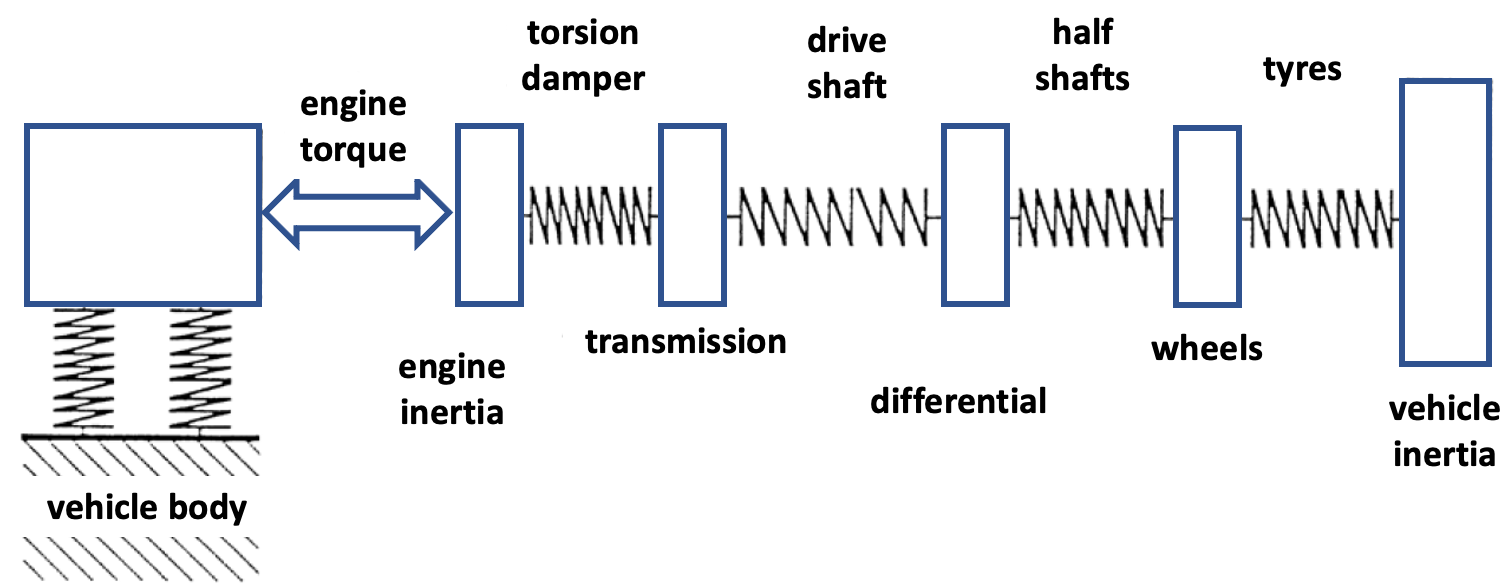 torsion
damper
drive
shaft
half
shafts
tyres
engine
torque
transmission
wheels
engine
inertia
differential
vehicle
inertia
vehicle body